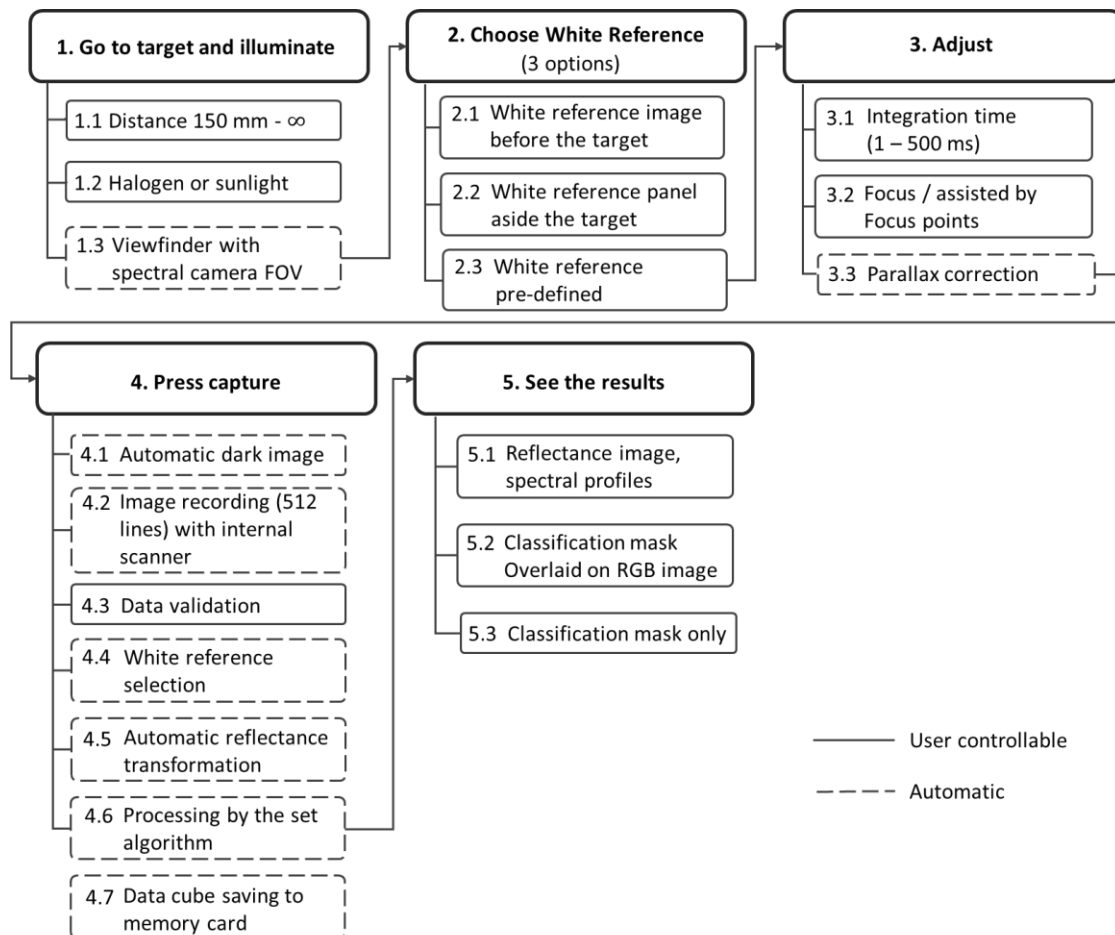 1. Go to target and illuminate
1.1 Distance 150 mm - ∞
1.2 Halogen or sunlight
1.3 Viewfinder with
spectral camera FOV
2. Choose White Reference
(3 options)
2.1 White reference image
before the target
2.2 White reference panel
aside the target
2.3 White reference
pre-defined
3. Adjust
3.1 Integration time
(1 – 500 ms)
3.2 Focus / assisted by
Focus points
3.3 Parallax correction
4. Press capture
4.1 Automatic dark image
4.2 Image recording (512
lines) with internal
scanner
4.3 Data validation
4.4 White reference
selection
4.5 Automatic reflectance
transformation
4.6 Processing by the set
algorithm
4.7 Data cube saving to
memory card
5. See the results
5.1 Reflectance image,
spectral profiles
5.2 Classification mask
Overlaid on RGB image
5.3 Classification mask only
User controllable
Automatic